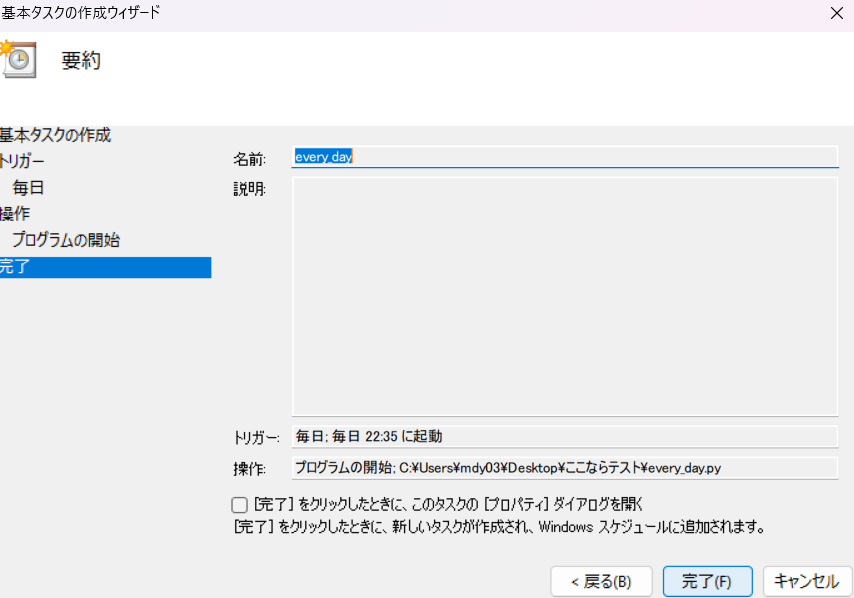 基本タスクの作成ウィザード
要約
基本タスクの作成
トリガー
毎日
操作
プログラムの開始
完了
名前: every day
説明:
トリガー: 毎日; 毎日 22:35 に起動
操作: プログラムの開始; C:¥Users¥mdy03¥Desktop¥ここならテスト¥every_day.py
[完了] をクリックしたときに、このタスクの [プロパティ] ダイアログを開く
[完了] をクリックしたときに、新しいタスクが作成され、Windows スケジュールに追加されます。
< 戻る(B) 完了(F) キャンセル